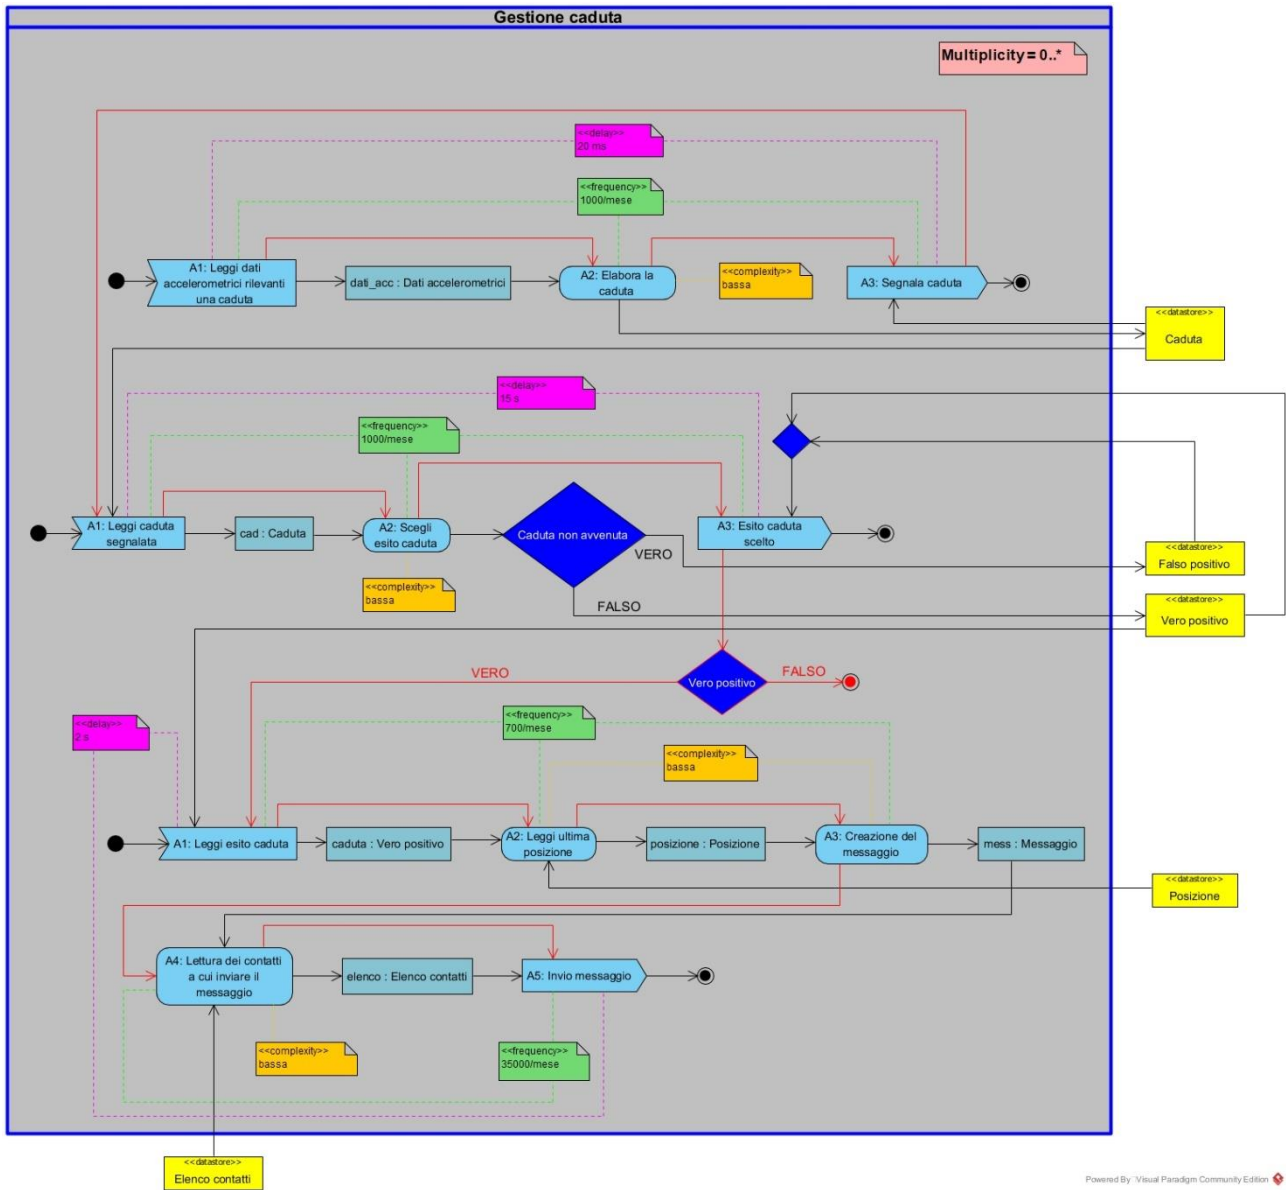 Gestione caduta
Multiplicity = 0..*
<<delay>>
20 ms
<<frequency>>
1000/mese
A1: Leggi dati
accelerometrici rilevanti
una caduta
dati_acc : Dati accelerometrici
A2: Elabora la
caduta
<<complexity>>
bassa
A3: Segnala caduta
<<datastore>>
Caduta
<<delay>>
15 s
<<frequency>>
1000/mese
A1: Leggi caduta
segnalata
cad : Caduta
A2: Scegli
esito caduta
Caduta non avvenuta
VERO
A3: Esito caduta
scelto
<<datastore>>
Falso positivo
<<complexity>>
bassa
FALSO
<<datastore>>
Vero positivo
VERO
Vero positivo
FALSO
<<delay>>
2 s
<<frequency>>
700/mese
<<complexity>>
bassa
A1: Leggi esito caduta
caduta : Vero positivo
A2: Leggi ultima
posizione
posizione : Posizione
A3: Creazione del
messaggio
mess : Messaggio
<<datastore>>
Posizione
A4: Lettura dei contatti
a cui inviare il
messaggio
elenco : Elenco contatti
A5: Invio messaggio
<<complexity>>
bassa
<<frequency>>
35000/mese
<<datastore>>
Elenco contatti
Powered By Visual Paradigm Community Edition